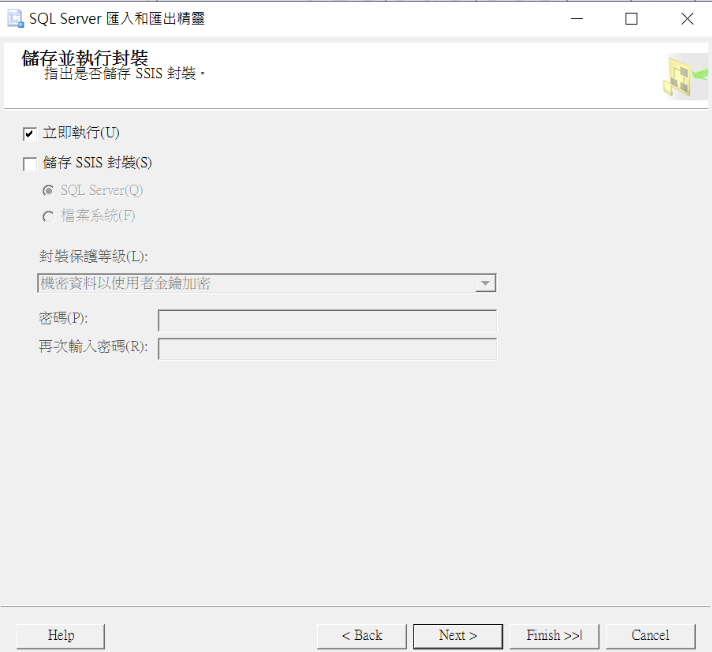 SQL Server 匯入和匯出精靈
儲存並執行封裝
指出是否儲存 SSIS 封裝。
立即執行(U)
儲存 SSIS 封裝(S)
SQL Server(Q)
檔案系統(F)
封裝保護等级(L):
機密資料以使用者金鑰加密
密碼(P):
再次輸入密碼(R):
Help
< Back
Next >
Finish >>|
Cancel